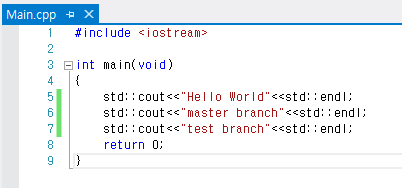 Main.cpp
1 #include <iostream>
2
3 int main(void)
4 {
5 std::cout<<"Hello World"<<std::endl;
6 std::cout<<"master branch"<<std::endl;
7 std::cout<<"test branch"<<std::endl;
8 return 0;
9 }